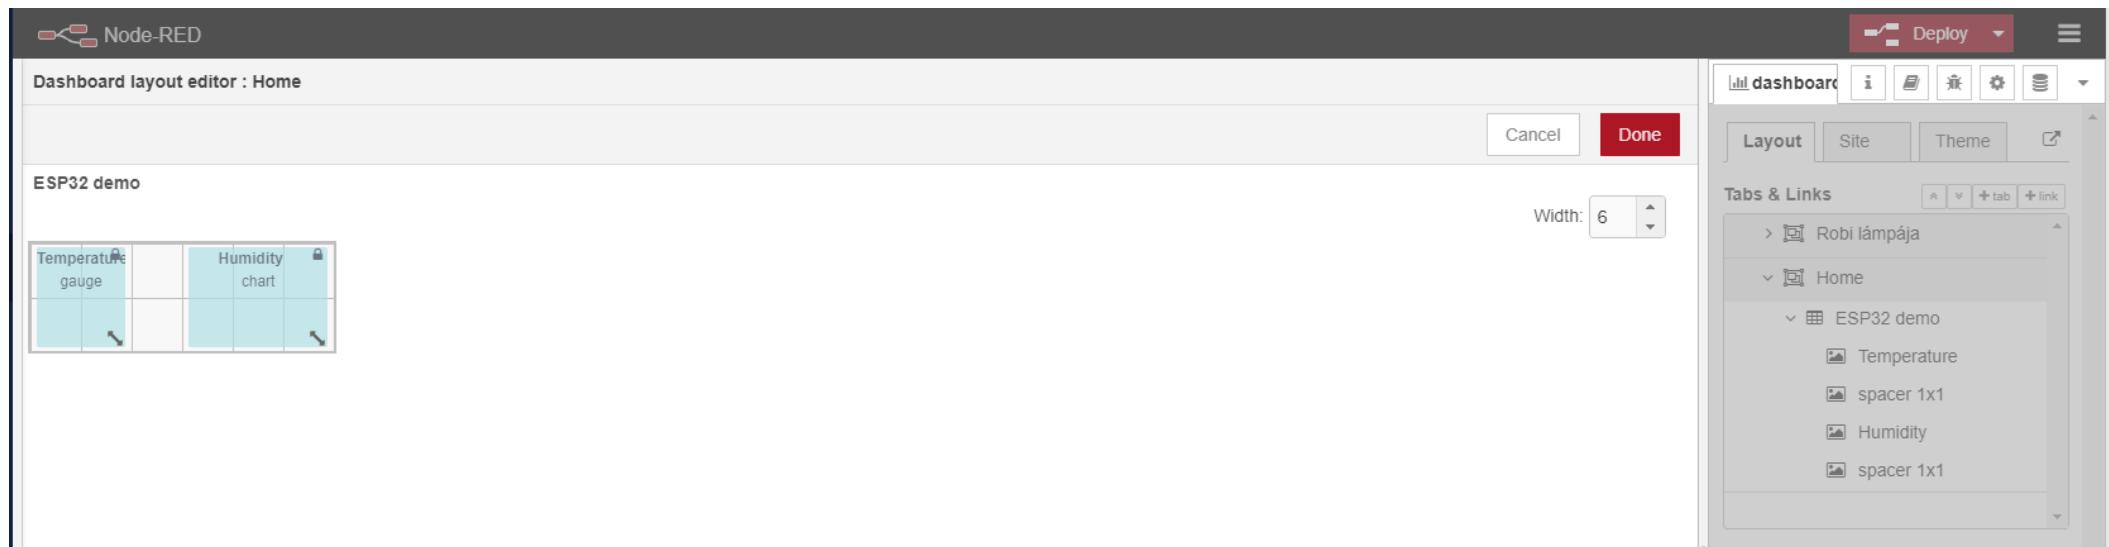 Node-RED
Deploy
Dashboard layout editor : Home
dashboard
i
Cancel
Done
Layout
Site
Theme
ESP32 demo
Width: 6
Tabs & Links
+tab
+link
Robi lámpája
Temperature
gauge
Humidity
chart
Home
ESP32 demo
Temperature
spacer 1x1
Humidity
spacer 1x1